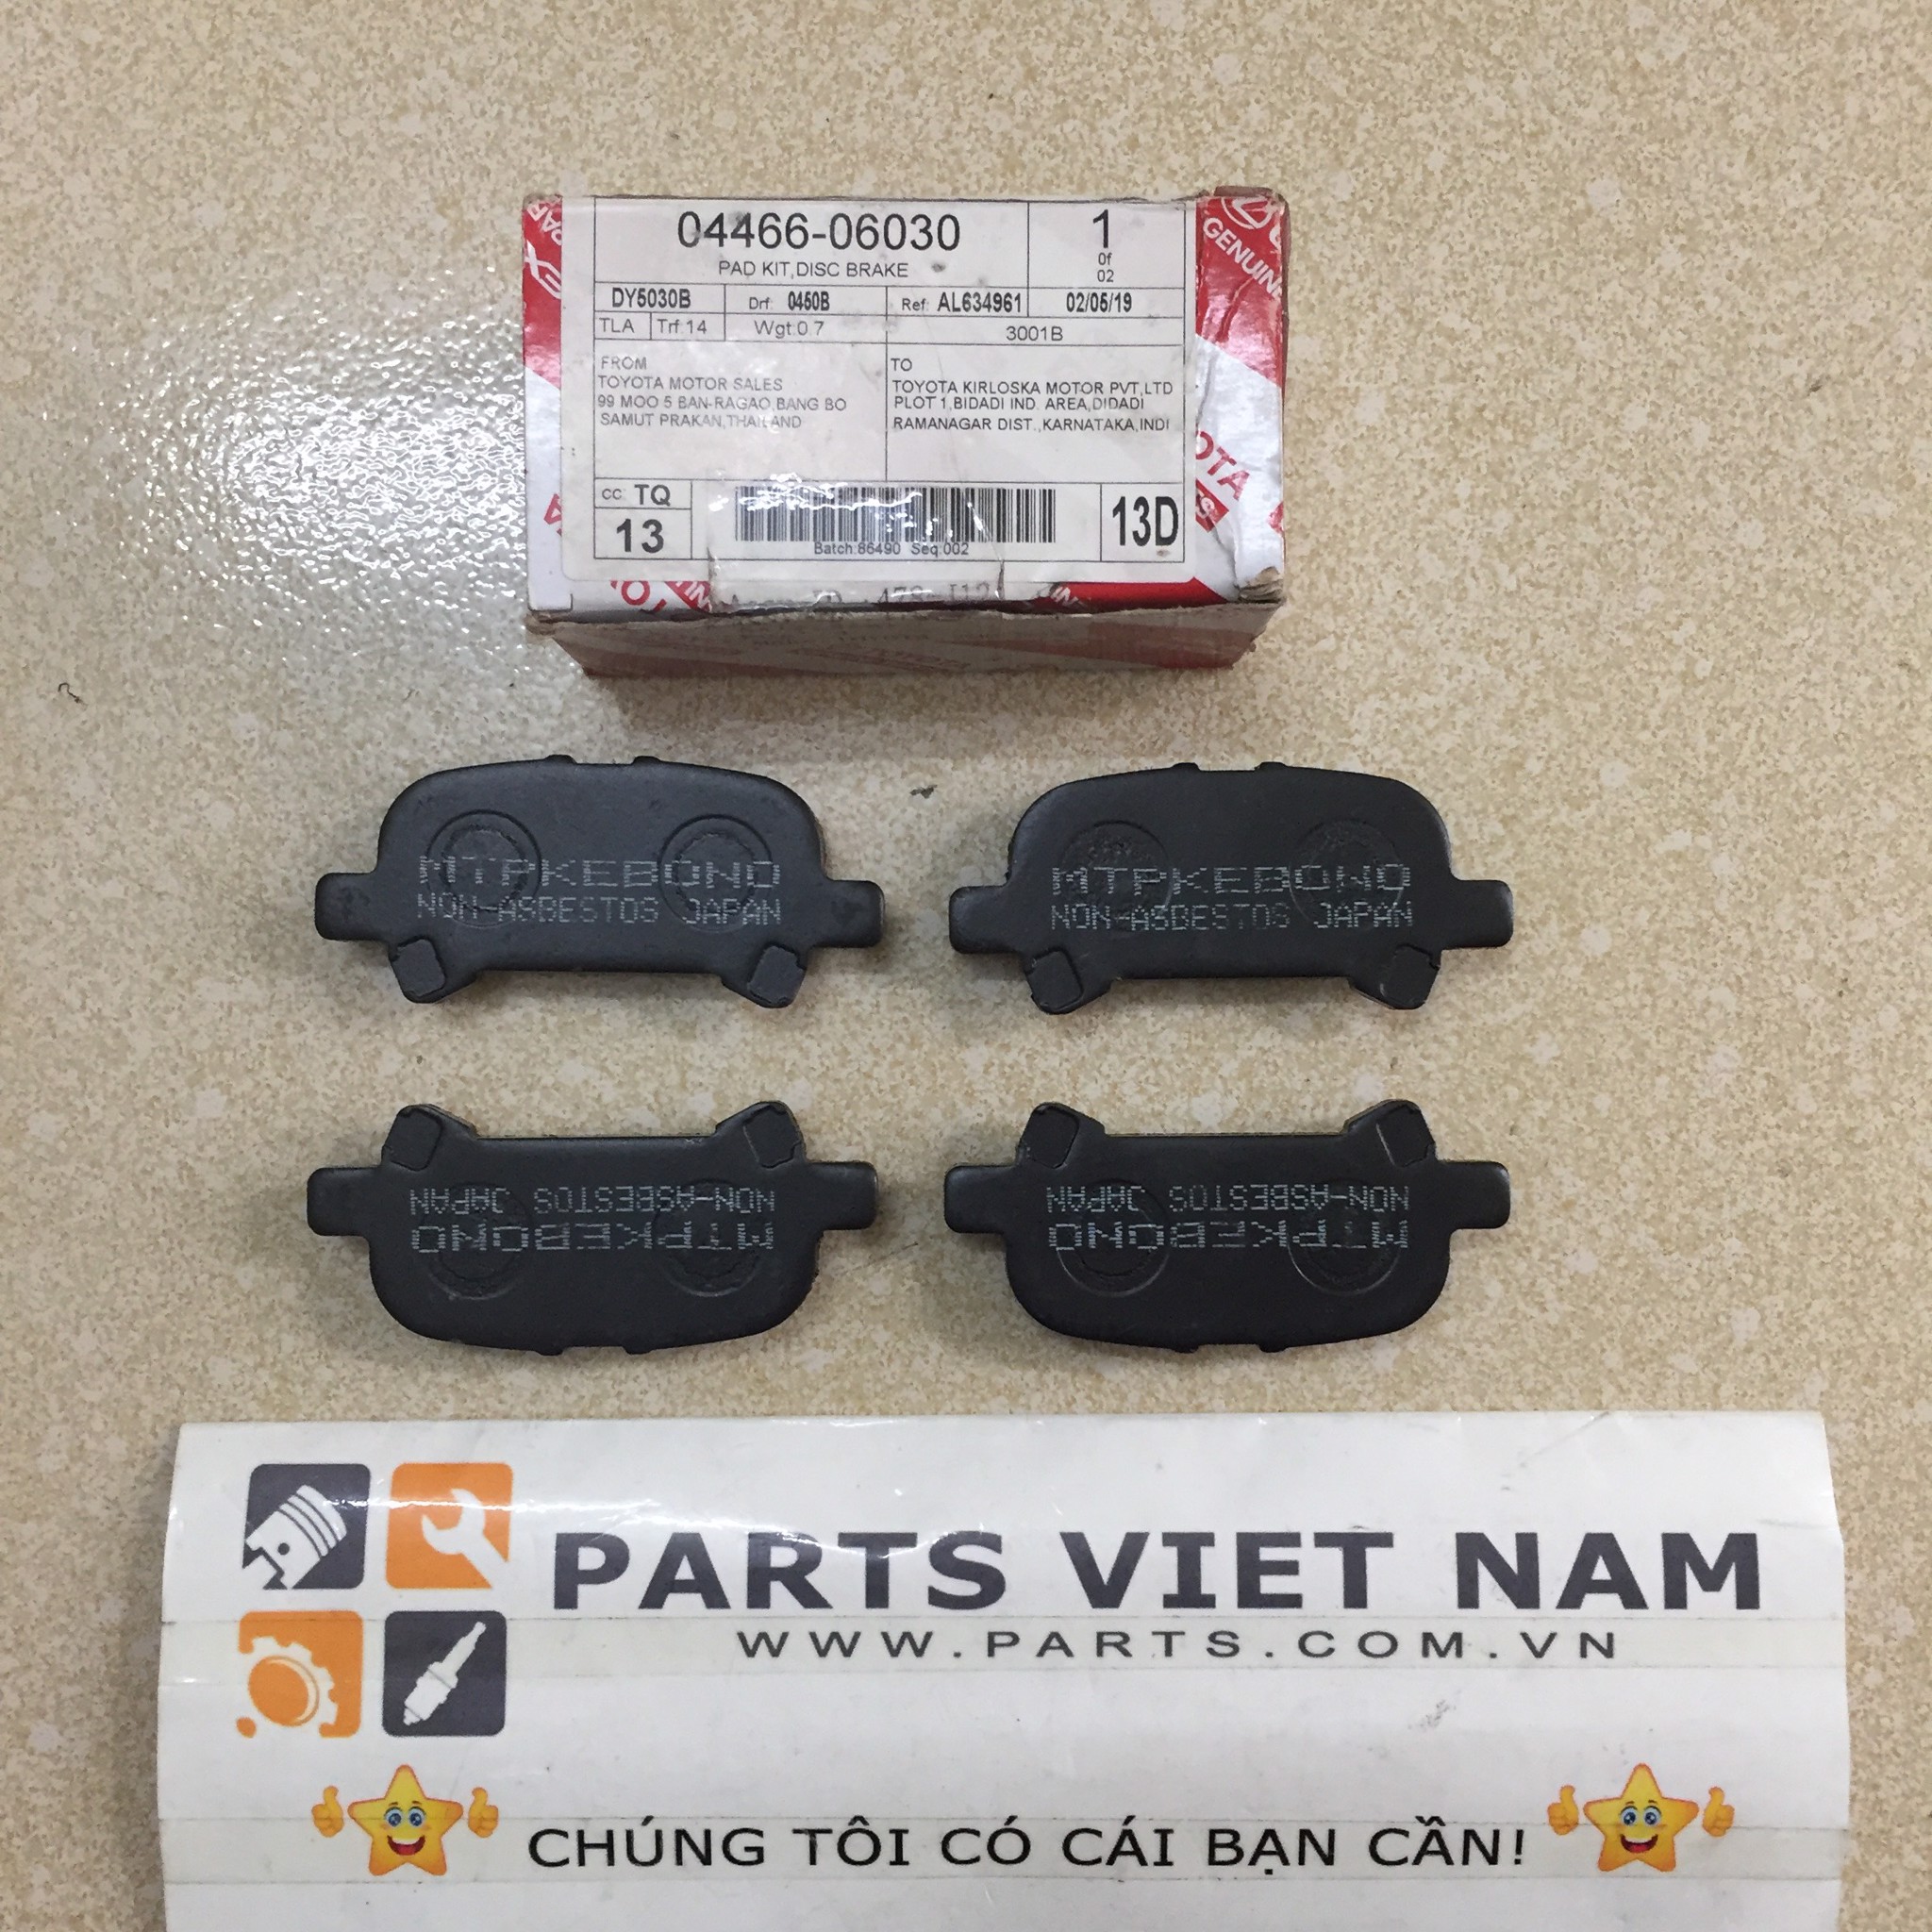 04466-06030
PAD KIT,DISC BRAKE
1
Of
02
DY5030B
Drf: 0450B
Ref: AL634961
02/05/19
TLA
Trf:14
Wgt:0.7
3001B
FROM
TOYOTA MOTOR SALES
99 MOO 5 BAN-RAGAO,BANG BO
SAMUT PRAKAN,THAILAND
TO
TOYOTA KIRLOSKA MOTOR PVT,LTD
PLOT 1,BIDADI IND. AREA,DIDADI
RAMANAGAR DIST.,KARNATAKA,INDI
CC: TQ
13
Batch:86490 Seq:002
13D
GENUINE
MTPKEBONO
NON-ASBESTOS JAPAN
MTPKEBONO
NON-ASBESTOS JAPAN
MTPKEBONO
NON-ASBESTOS JAPAN
MTPKEBONO
NON-ASBESTOS JAPAN
PARTS VIET NAM
WWW.PARTS.COM.VN
CHÚNG TÔI CÓ CÁI BẠN CẦN!